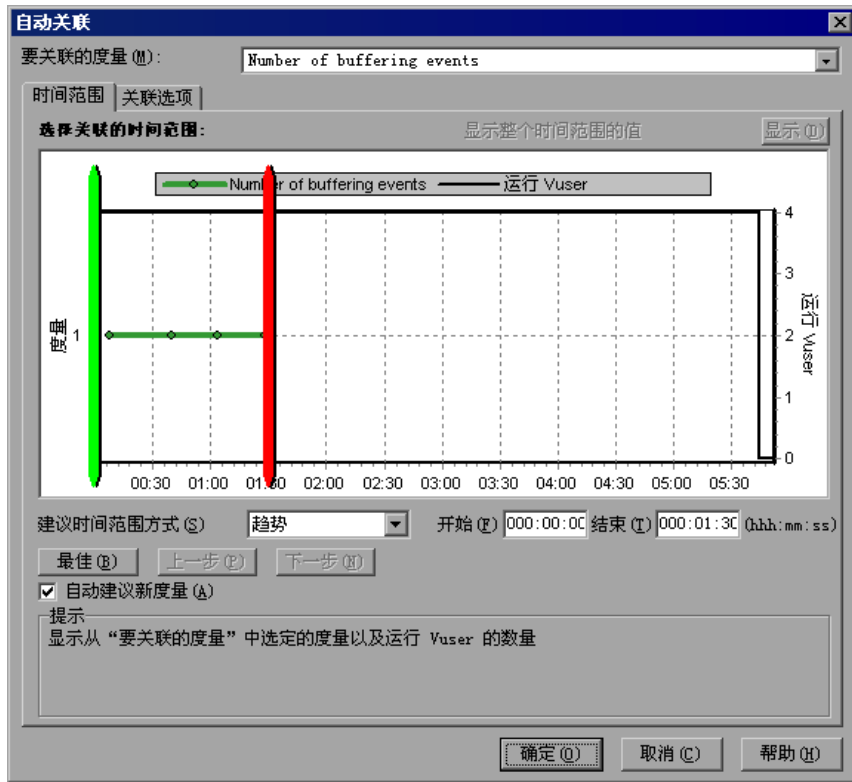 自动关联
要关联的度量(M): Number of buffering events
时间范围 关联选项
选择关联的时间范围: 显示整个时间范围的值 显示(D)
Number of buffering events 运行 Vuser
度量
1
4
3
2
1
0
运行 Vuser
00:30 01:00 01:30 02:00 02:30 03:00 03:30 04:00 04:30 05:00 05:30
建议时间范围方式(S) 趋势 开始(F) 000:00:00 结束(T) 000:01:30 (hhh:mm:ss)
最佳(B) 上一步(P) 下一步(N)
自动建议新度量(A)
提示
显示从“要关联的度量”中选定的度量以及运行 Vuser 的数量
确定(O) 取消(C) 帮助(H)